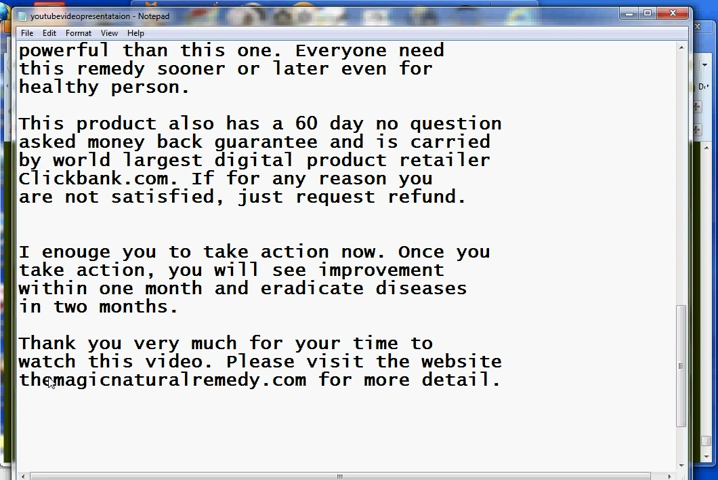 youtubevideopresentataion - Notepad
File Edit Format View Help
powerful than this one. Everyone need
this remedy sooner or later even for
healthy person.
This product also has a 60 day no question
asked money back guarantee and is carried
by world largest digital product retailer
Clickbank.com. If for any reason you
are not satisfied, just request refund.
I enouge you to take action now. Once you
take action, you will see improvement
within one month and eradicate diseases
in two months.
Thank you very much for your time to
watch this video. Please visit the website
themagicnaturalremedy.com for more detail.